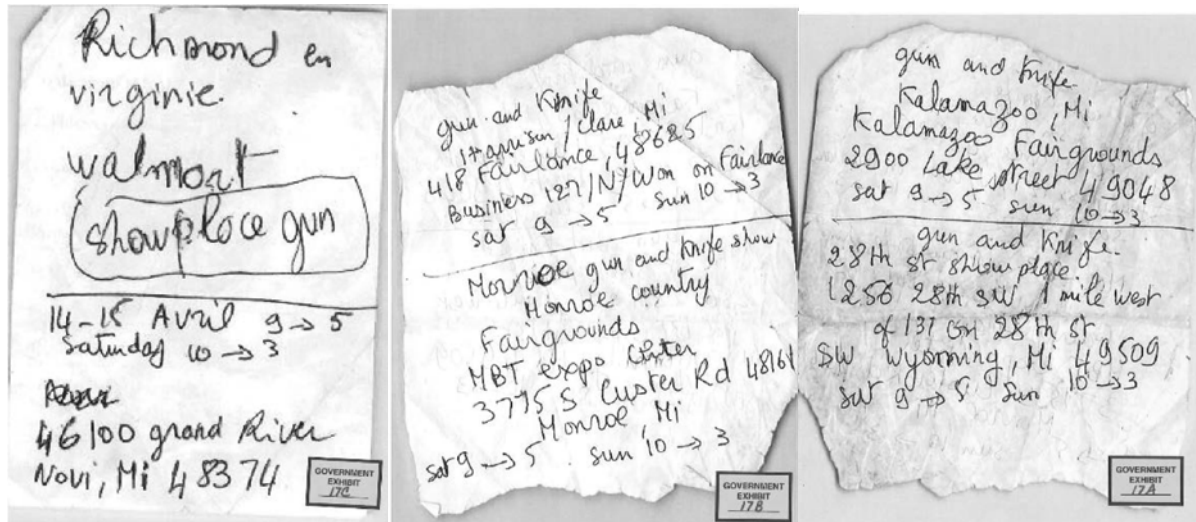 Richmond en
virginie.
walmart
showplace gun
14-15 Avril 9→5
Saturday 10→3
46100 grand River
Novi, Mi 48374
GOVERNMENT
EXHIBIT
17C
gun and Knife
Harrisun / Clare, Mi
418 Fairlance, 48685
Business 127/N/Won on Fairlance
sat 9→5 sun 10→3
Monroe gun and Knife show
Monroe country
Fairgrounds
MBT expo Center
3775 S Custer Rd 48161
Monroe Mi
sat 9→5 sun 10→3
GOVERNMENT
EXHIBIT
17B
gun and Knife
Kalamazoo, Mi
Kalamazoo Fairgrounds
2900 Lake street 49048
sat 9→5 sun 10→3
gun and Knife.
28th st show place.
1256 28th SW 1 mile west
of 131 on 28th st
SW Wyoming, Mi 49509
sat 9→5 Sun 10→3
GOVERNMENT
EXHIBIT
17A